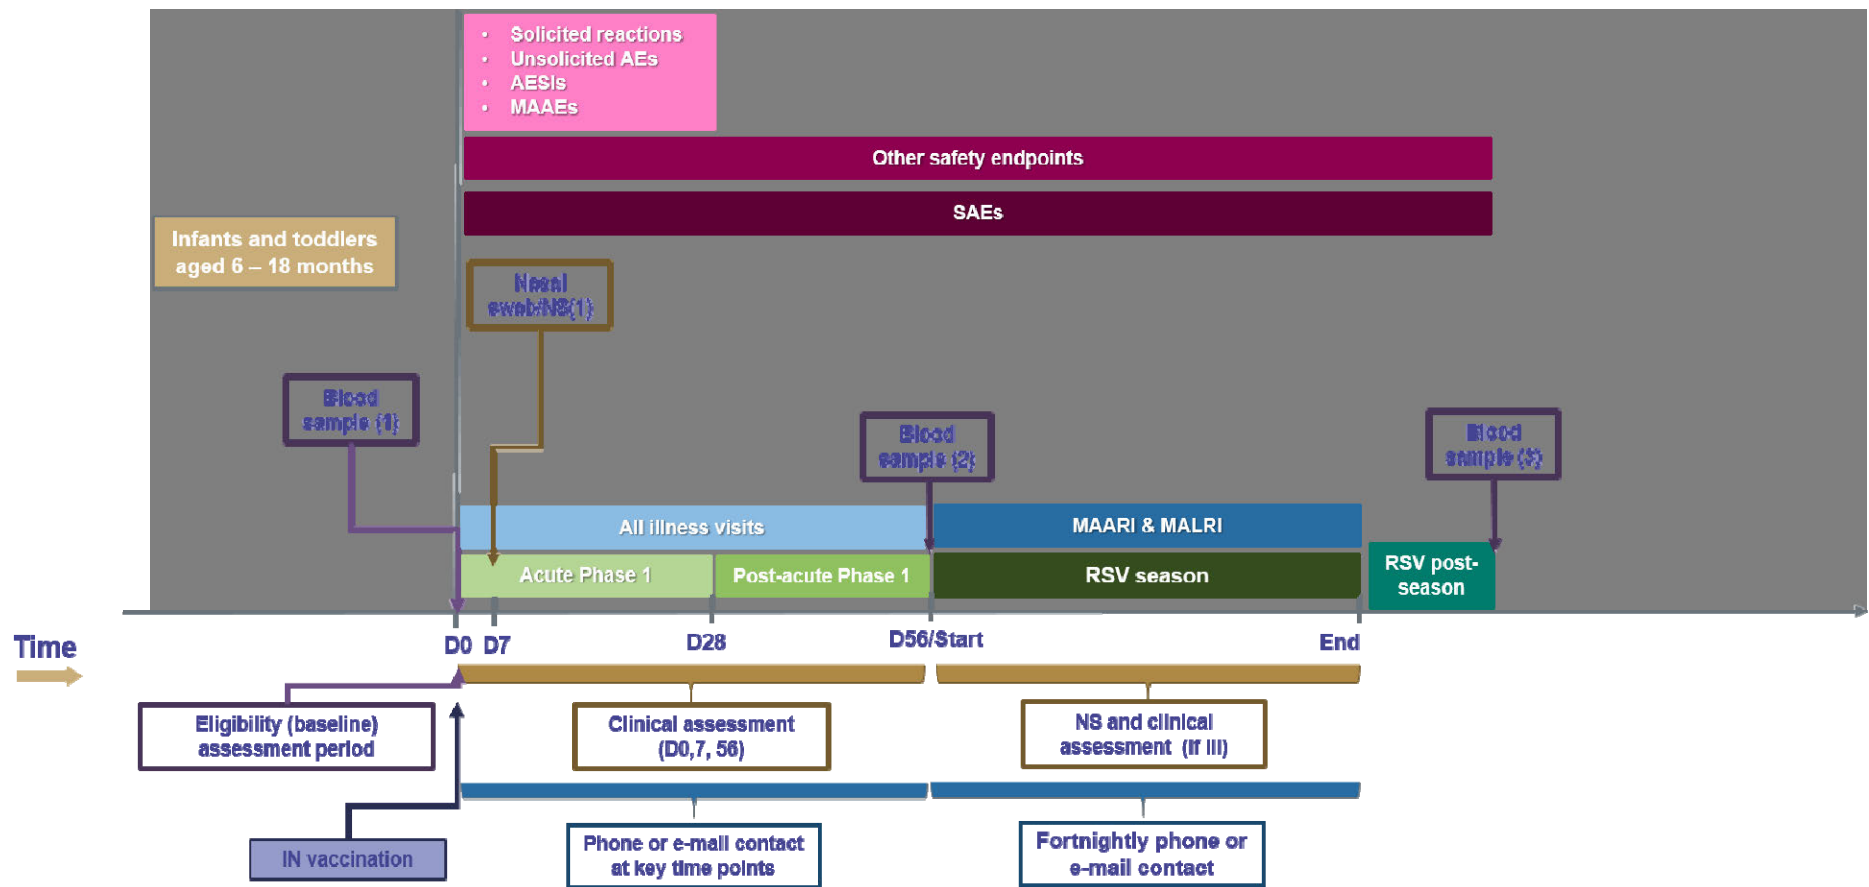 • Solicited reactions
• Unsolicited AEs
• AESIs
• MAAEs
Other safety endpoints
SAEs
Infants and toddlers
aged 6 – 18 months
Nasal
swab/NS(1)
Blood
sample (1)
Blood
sample (2)
Blood
sample (3)
All illness visits
MAARI & MALRI
Acute Phase 1
Post-acute Phase 1
RSV season
RSV post-
season
Time
D0
D7
D28
D56/Start
End
Eligibility (baseline)
assessment period
Clinical assessment
(D0,7, 56)
NS and clinical
assessment (If Ill)
IN vaccination
Phone or e-mail contact
at key time points
Fortnightly phone or
e-mail contact